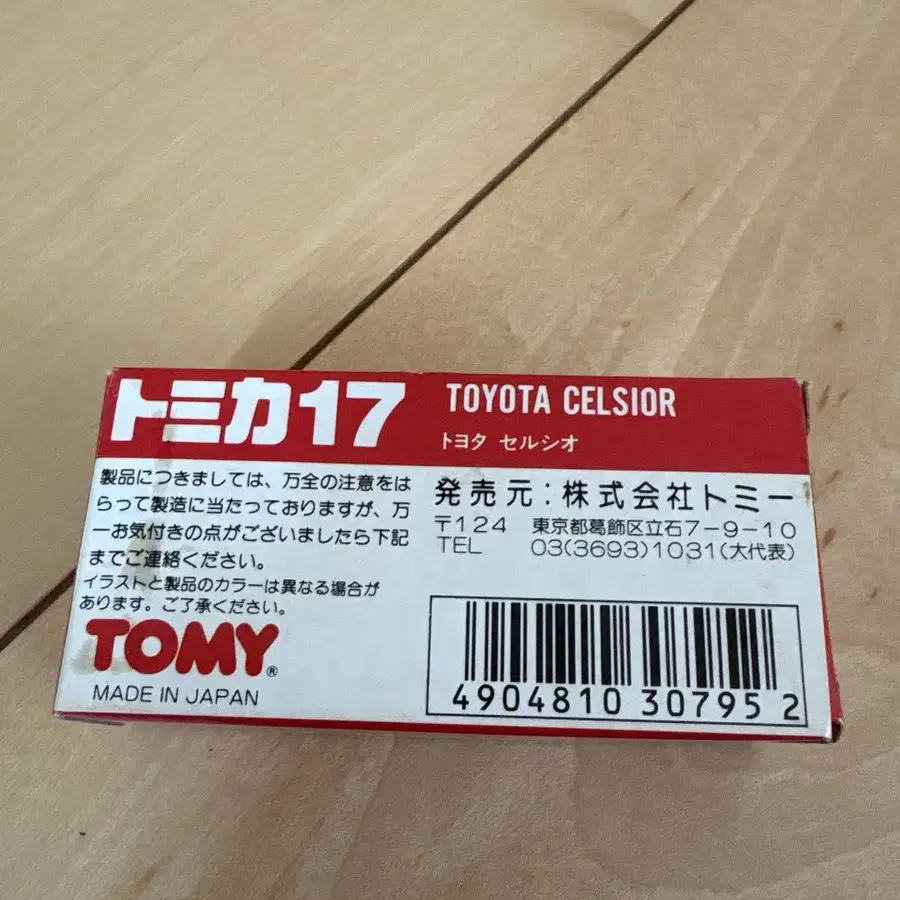 トミカ17
TOYOTA CELSIOR
トヨタ セルシオ
製品につきましては、万全の注意をは
らって製造に当たっておりますが、万
一お気付きの点がございましたら下記
までご連絡ください。
イラストと製品のカラーは異なる場合が
あります。ご了承ください。
TOMY®
MADE IN JAPAN
発売元:株式会社トミー
〒124 東京都葛飾区立石7-9-10
TEL 03(3693)1031(大代表)
4904810 307952